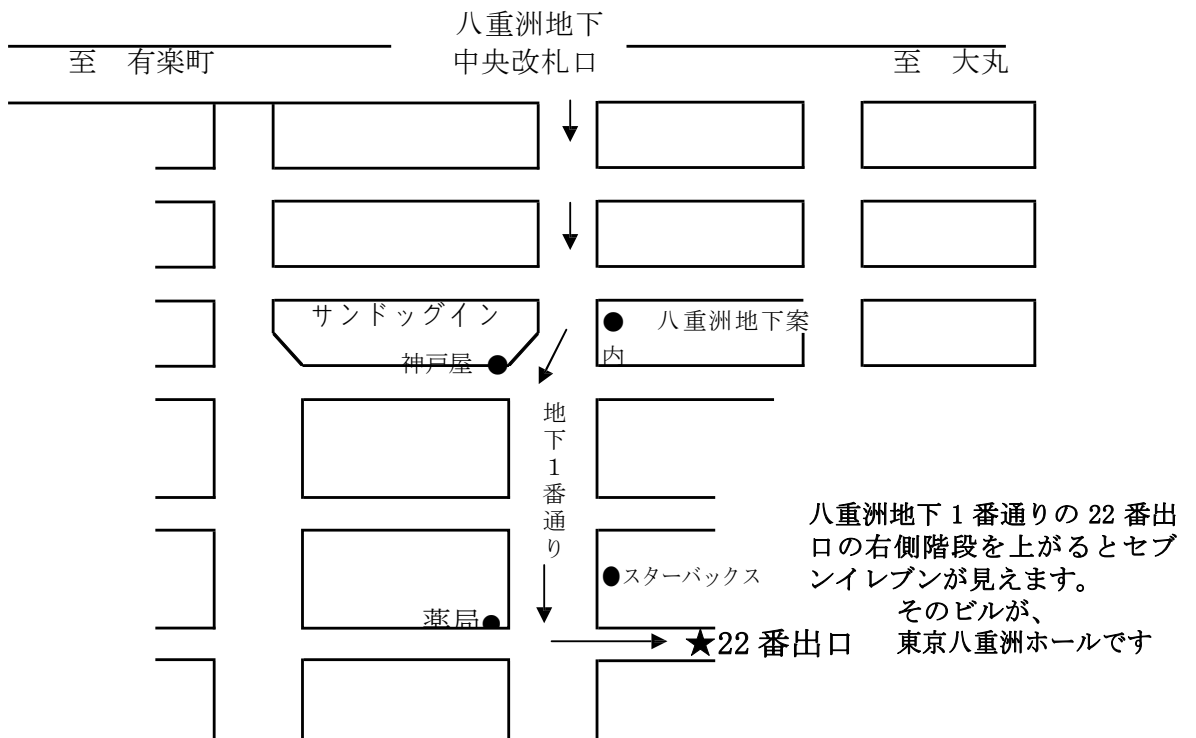 八重洲地下
中央改札口
至　有楽町
至　大丸
サンドッグイン
神戸屋
八重洲地下案
内
地下1番通り
スターバックス
薬局
★22 番出口
八重洲地下 1 番通りの 22 番出
口の右側階段を上がるとセブ
ンイレブンが見えます。
そのビルが、
東京八重洲ホールです